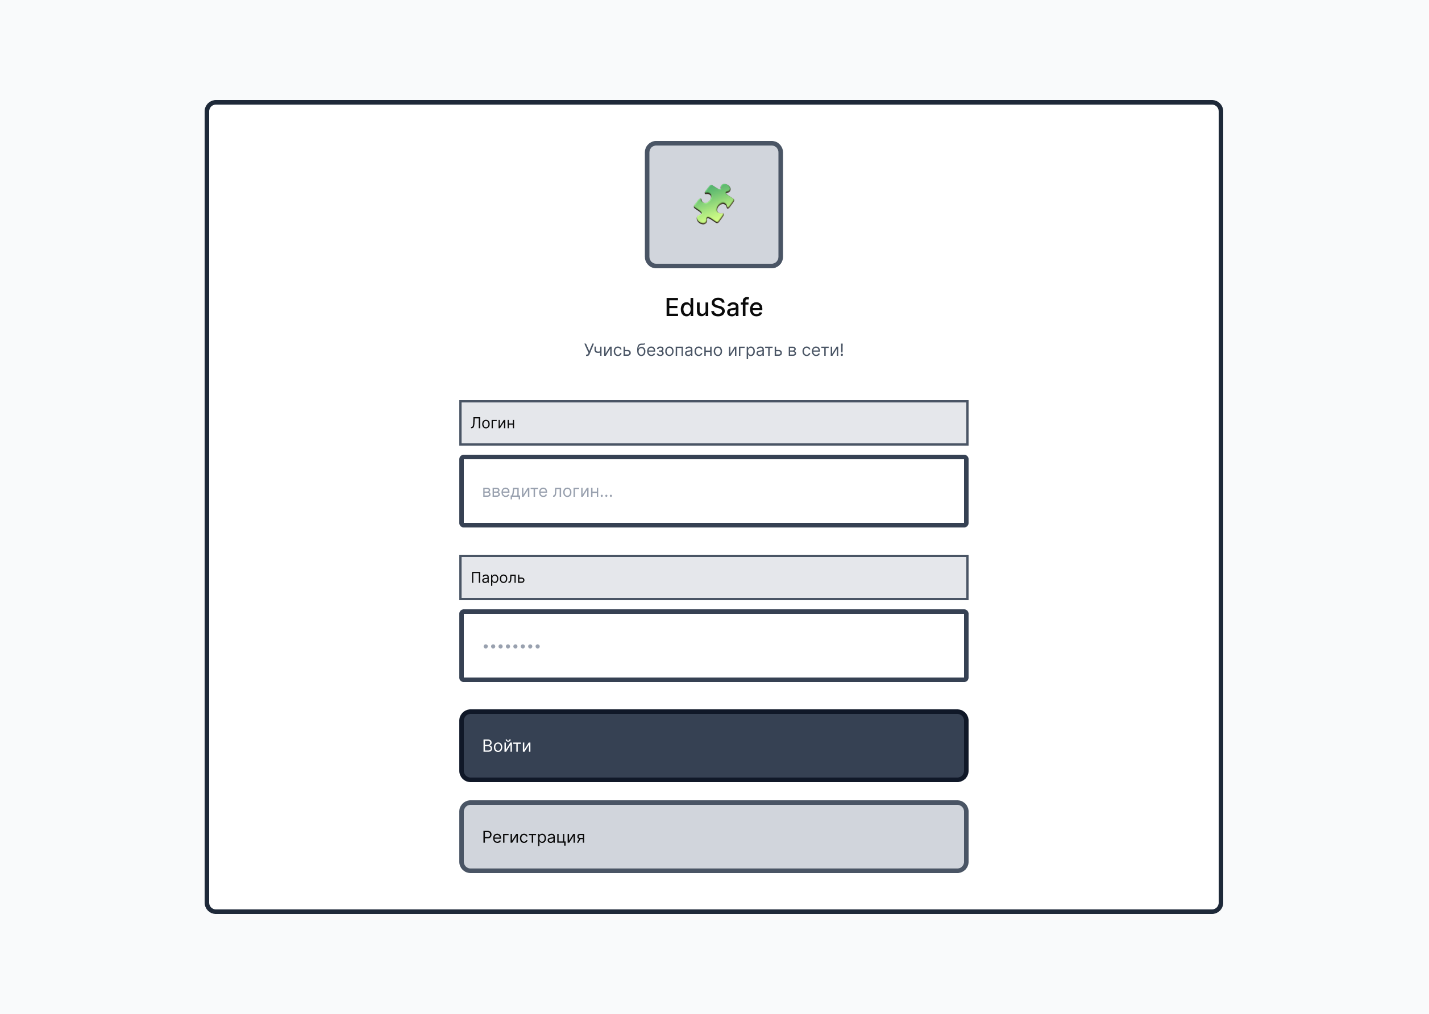 EduSafe
Учись безопасно играть в сети!
Логин
введите логин...
Пароль
••••••••
Войти
Регистрация